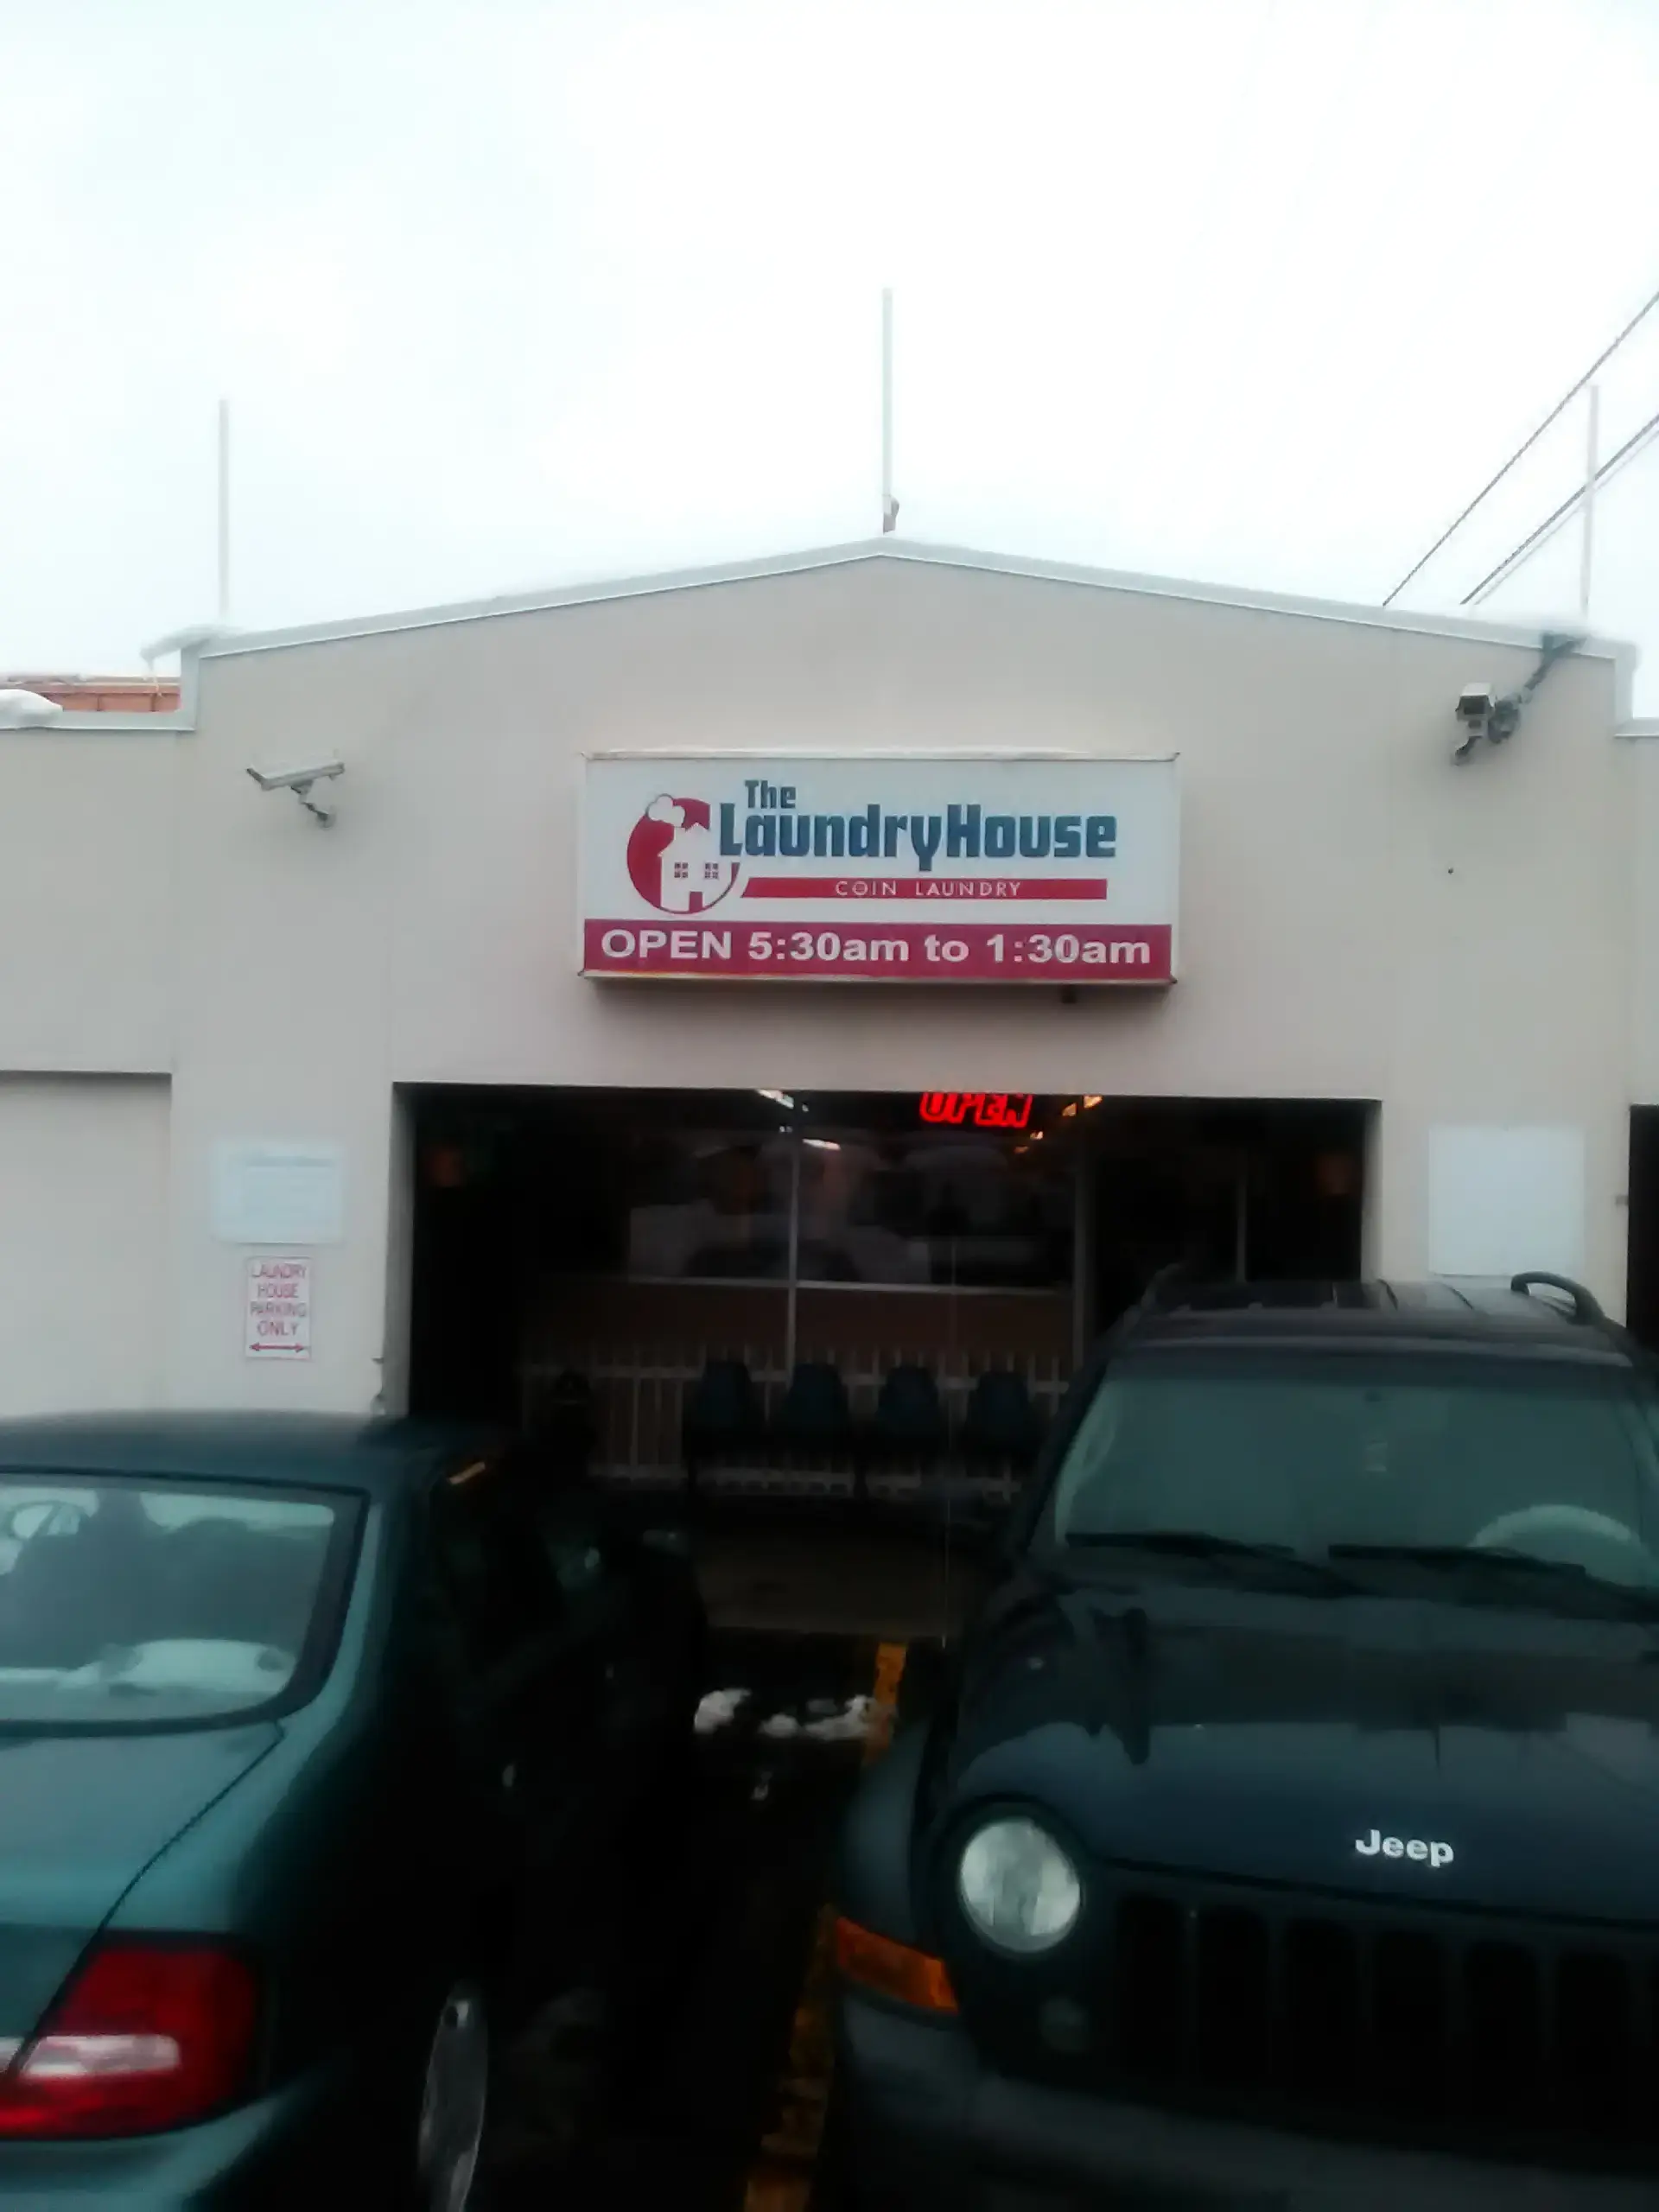 The
LaundryHouse
COIN LAUNDRY
OPEN 5:30am to 1:30am
OPEN
LAUNDRY
HOUSE
PARKING
ONLY
Jeep